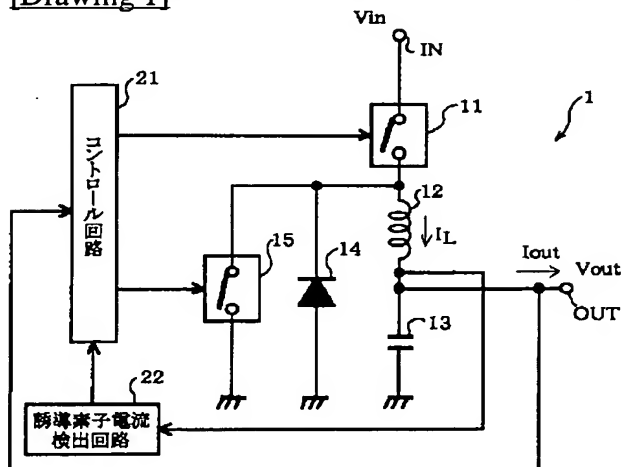 [Drawing 1]
Vin
IN
21
11
1
コントロール回路
12
15
14
IL
Iout
Vout
OUT
13
22
誘導素子電流
検出回路